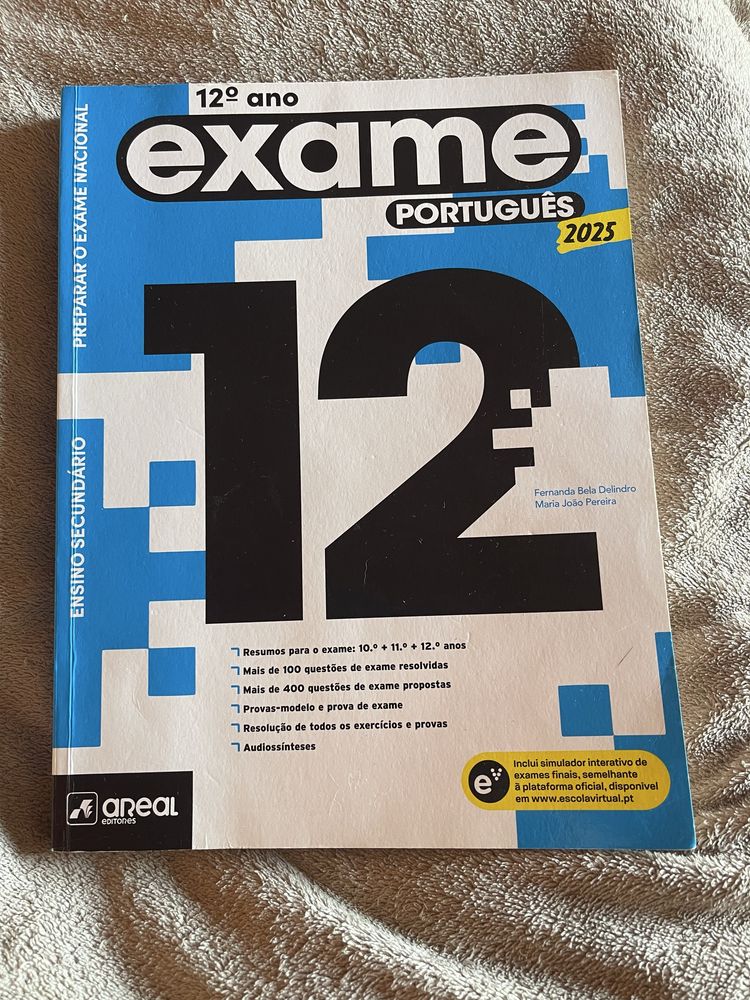 12º ano
exame
PORTUGUÊS
2025
PREPARAR O EXAME NACIONAL
ENSINO SECUNDÁRIO
12
Fernanda Bela Delindro
Maria João Pereira
Resumos para o exame: 10.º + 11.º + 12.º anos
Mais de 100 questões de exame resolvidas
Mais de 400 questões de exame propostas
Provas-modelo e prova de exame
Resolução de todos os exercícios e provas
Audiossínteses
e
Inclui simulador interativo de
exames finais, semelhante
à plataforma oficial, disponível
em www.escolavirtual.pt
aREaL
EDITORES